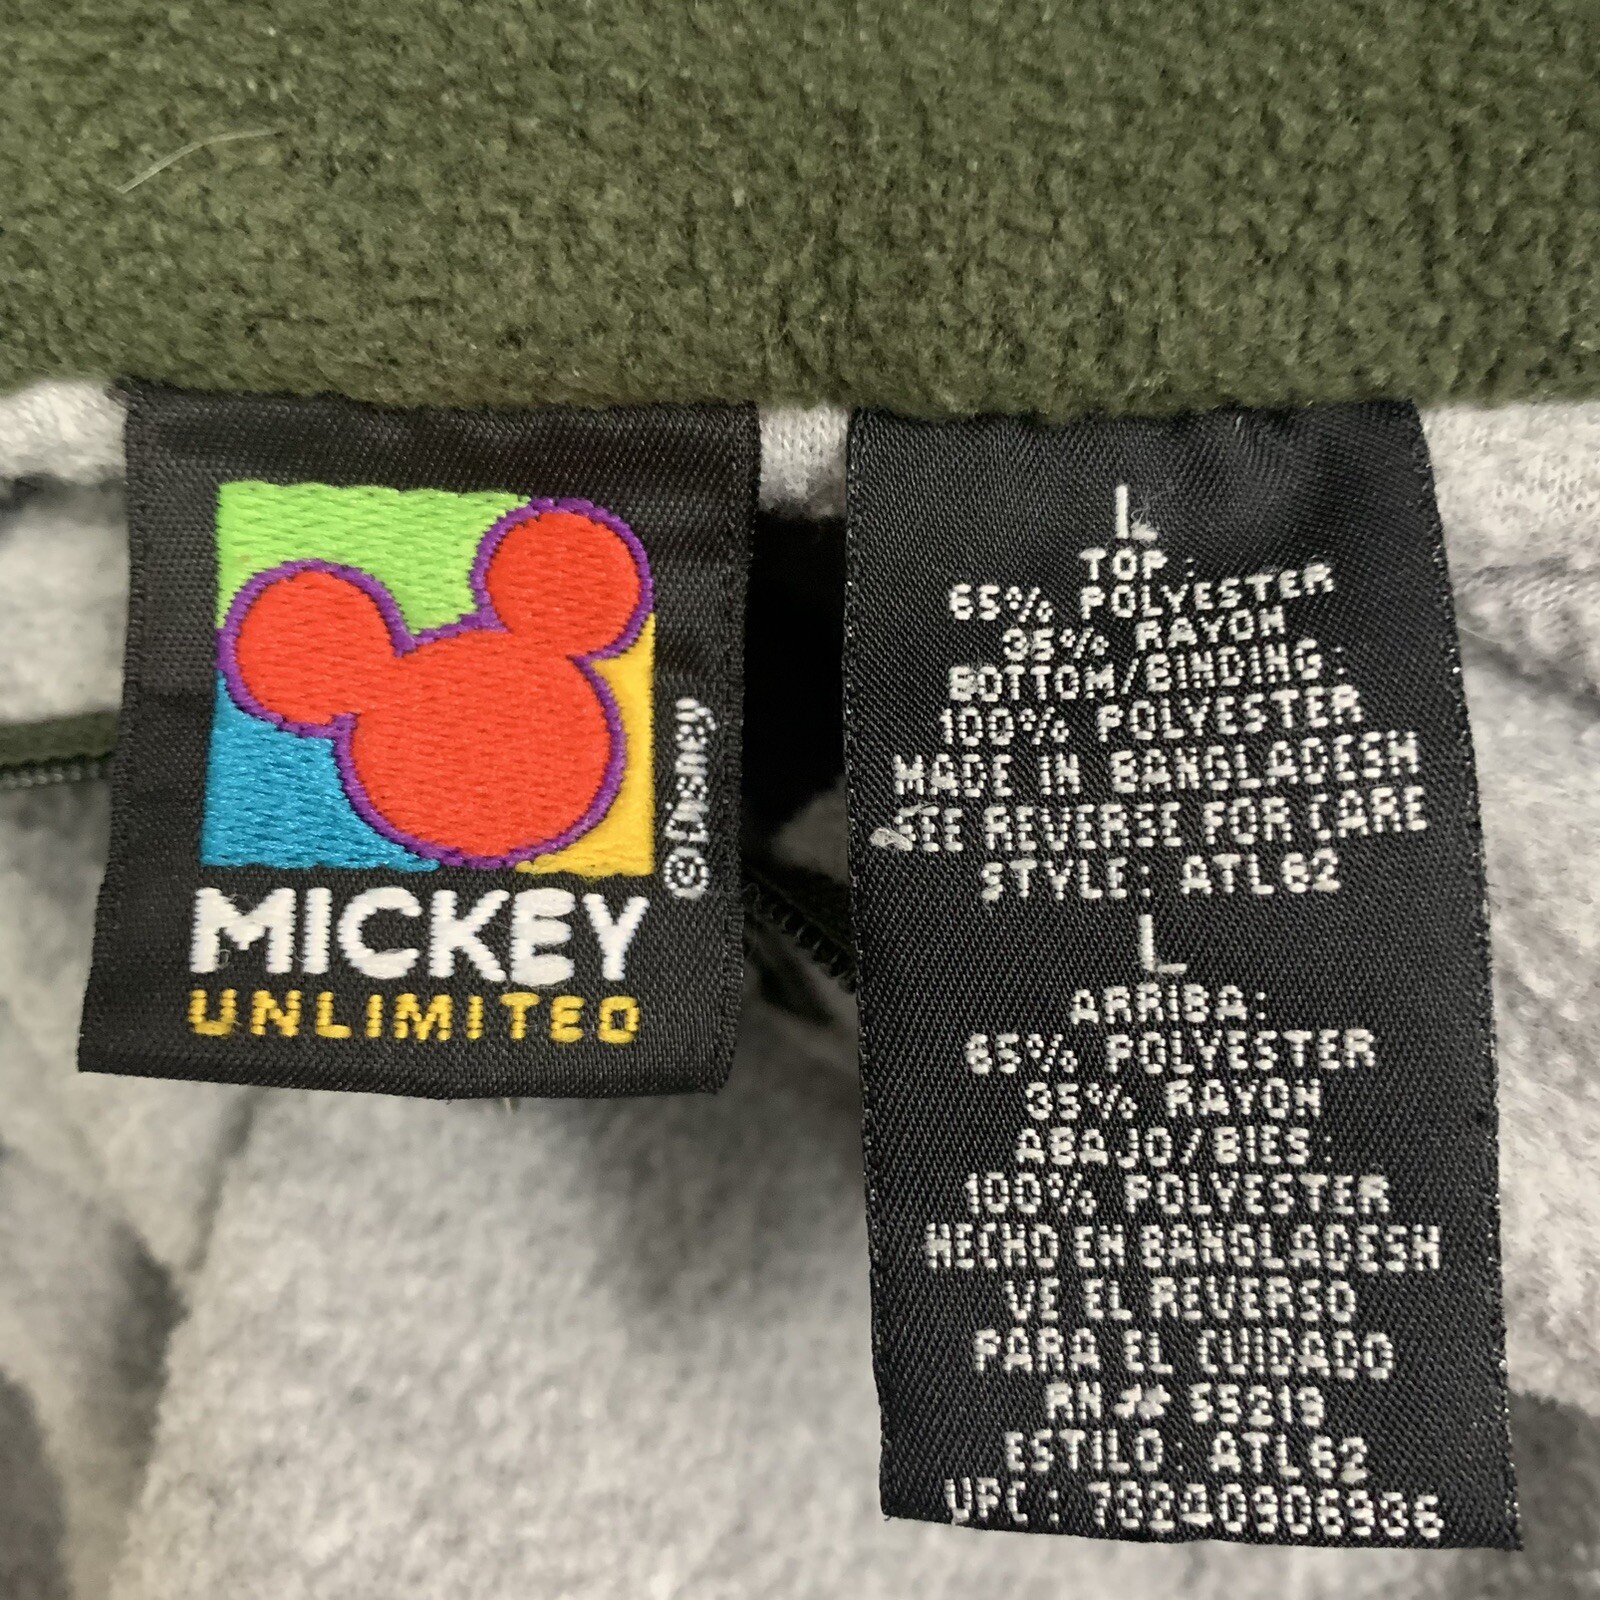 MICKEY
UNLIMITED
© Disney
L
TOP:
65% POLYESTER
35% RAYON
BOTTOM/BINDING:
100% POLYESTER
MADE IN BANGLADESH
SEE REVERSE FOR CARE
STYLE: ATL62
L
ARRIBA:
65% POLYESTER
35% RAYON
ABAJO/BIES:
100% POLYESTER
HECHO EN BANGLADESH
VE EL REVERSO
PARA EL CUIDADO
RN# 55219
ESTILO: ATL62
UPC: 73240906936